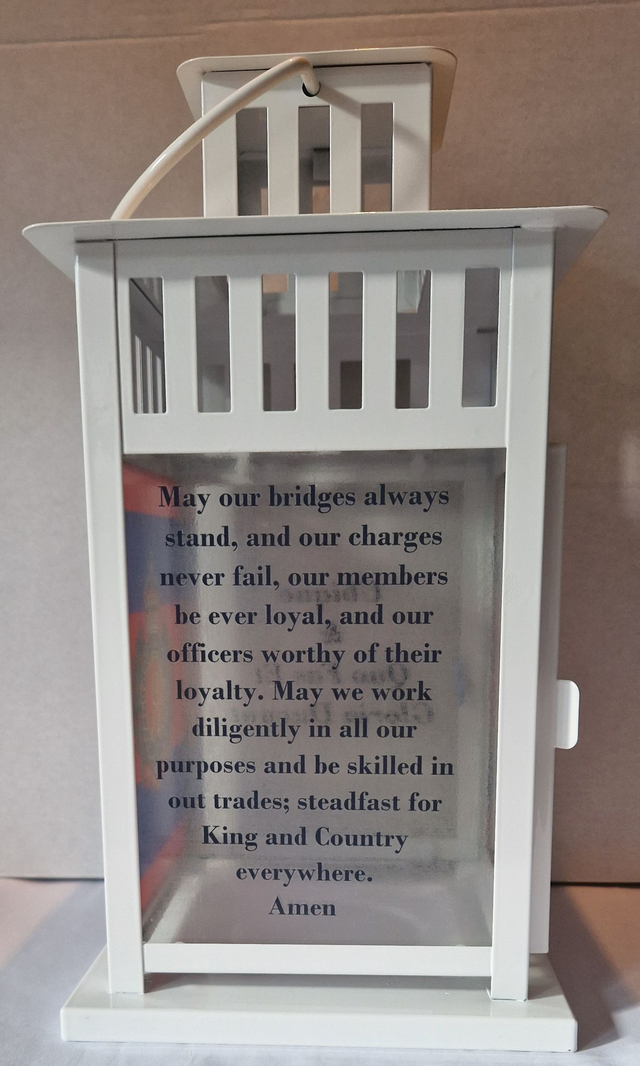 May our bridges always
stand, and our charges
never fail, our members
be ever loyal, and our
officers worthy of their
loyalty. May we work
diligently in all our
purposes and be skilled in
out trades; steadfast for
King and Country
everywhere.
Amen